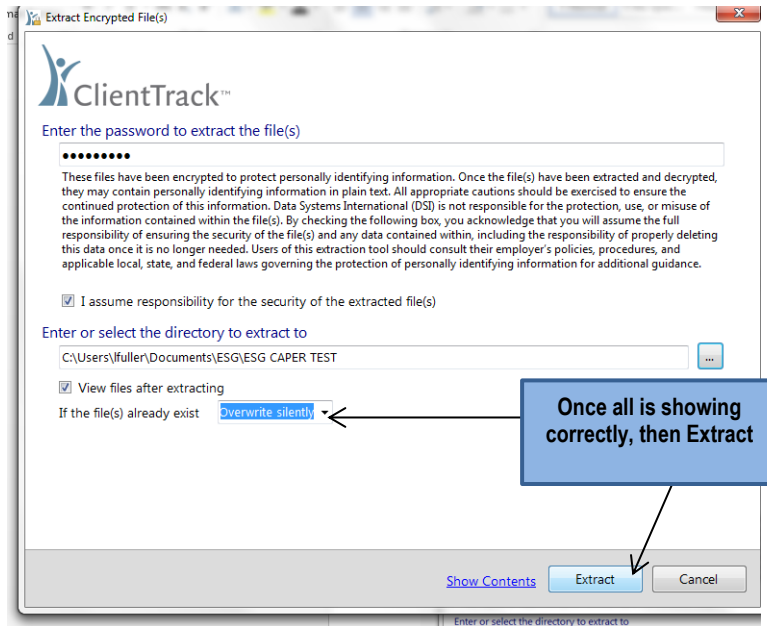 Extract Encrypted File(s)
ClientTrack™
Enter the password to extract the file(s)
•••••••••
These files have been encrypted to protect personally identifying information. Once the file(s) have been extracted and decrypted,
they may contain personally identifying information in plain text. All appropriate cautions should be exercised to ensure the
continued protection of this information. Data Systems International (DSI) is not responsible for the protection, use, or misuse of
the information contained within the file(s). By checking the following box, you acknowledge that you will assume the full
responsibility of ensuring the security of the file(s) and any data contained within, including the responsibility of properly deleting
this data once it is no longer needed. Users of this extraction tool should consult their employer's policies, procedures, and
applicable local, state, and federal laws governing the protection of personally identifying information for additional guidance.
I assume responsibility for the security of the extracted file(s)
Enter or select the directory to extract to
C:\Users\lfuller\Documents\ESG\ESG CAPER TEST
...
View files after extracting
If the file(s) already exist Overwrite silently
Once all is showing
correctly, then Extract
Show Contents Extract Cancel
Enter or select the directory to extract to